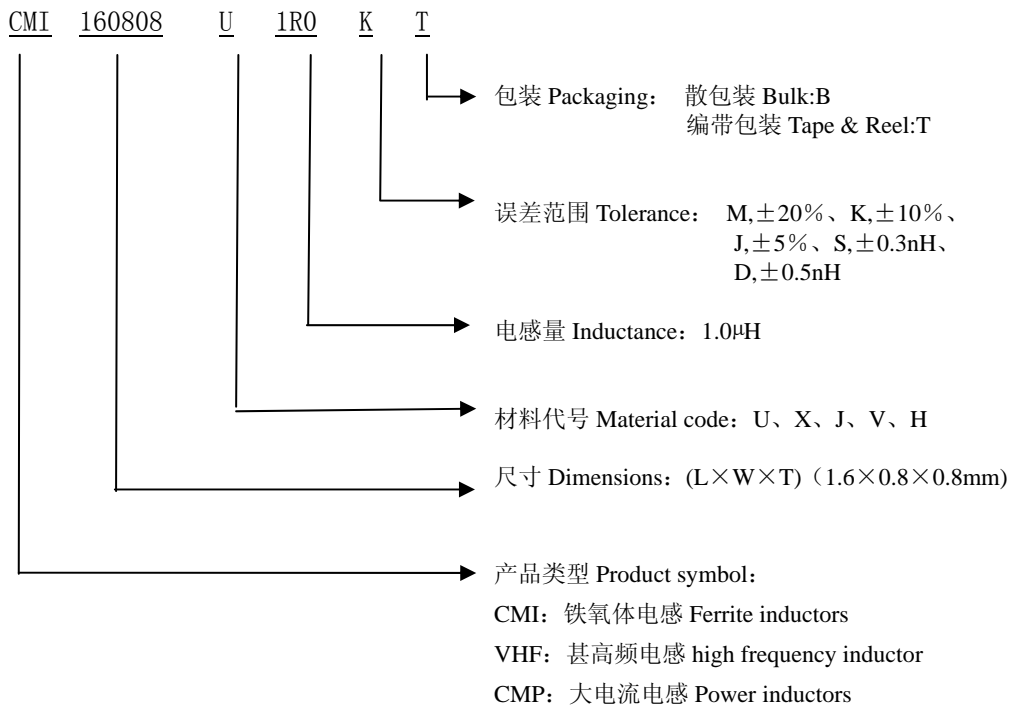 CMI 160808 U 1R0 K T
包装 Packaging： 散包装 Bulk:B
编带包装 Tape & Reel:T
误差范围 Tolerance： M,±20％、K,±10％、
J,±5％、S,±0.3nH、
D,±0.5nH
电感量 Inductance：1.0μH
材料代号 Material code：U、X、J、V、H
尺寸 Dimensions：(L×W×T)（1.6×0.8×0.8mm)
产品类型 Product symbol：
CMI：铁氧体电感 Ferrite inductors
VHF：甚高频电感 high frequency inductor
CMP：大电流电感 Power inductors